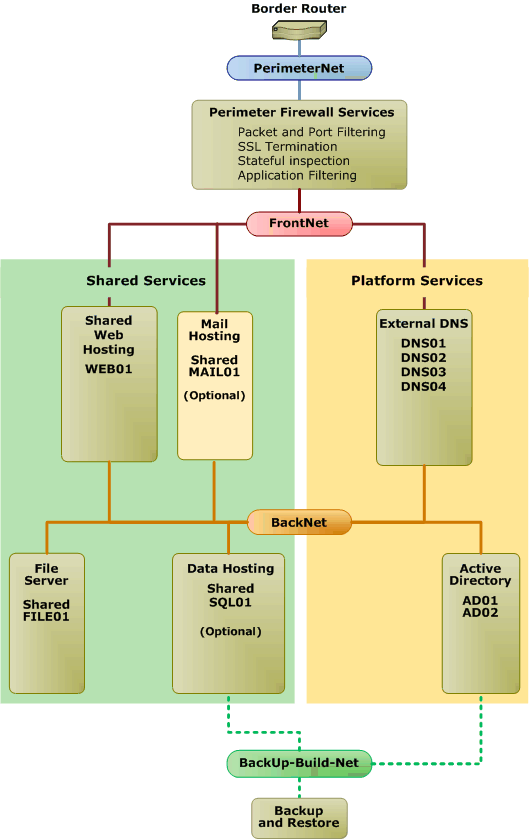 Border Router
PerimeterNet
Perimeter Firewall Services
Packet and Port Filtering
SSL Termination
Stateful inspection
Application Filtering
FrontNet
Shared Services
Platform Services
Shared
Web
Hosting
WEB01
Mail
Hosting
Shared
MAIL01
(Optional)
External DNS
DNS01
DNS02
DNS03
DNS04
BackNet
File
Server
Shared
FILE01
Data Hosting
Shared
SQL01
(Optional)
Active
Directory
AD01
AD02
BackUp-Build-Net
Backup
and Restore